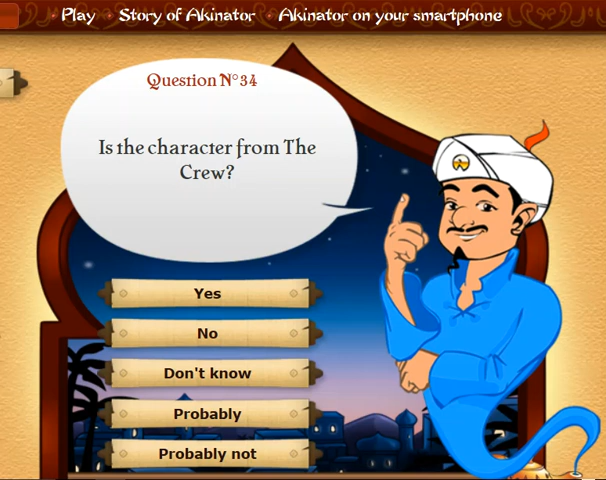 Play · Story of Akinator · Akinator on your smartphone
Question N°34
Is the character from The
Crew?
Yes
No
Don't know
Probably
Probably not